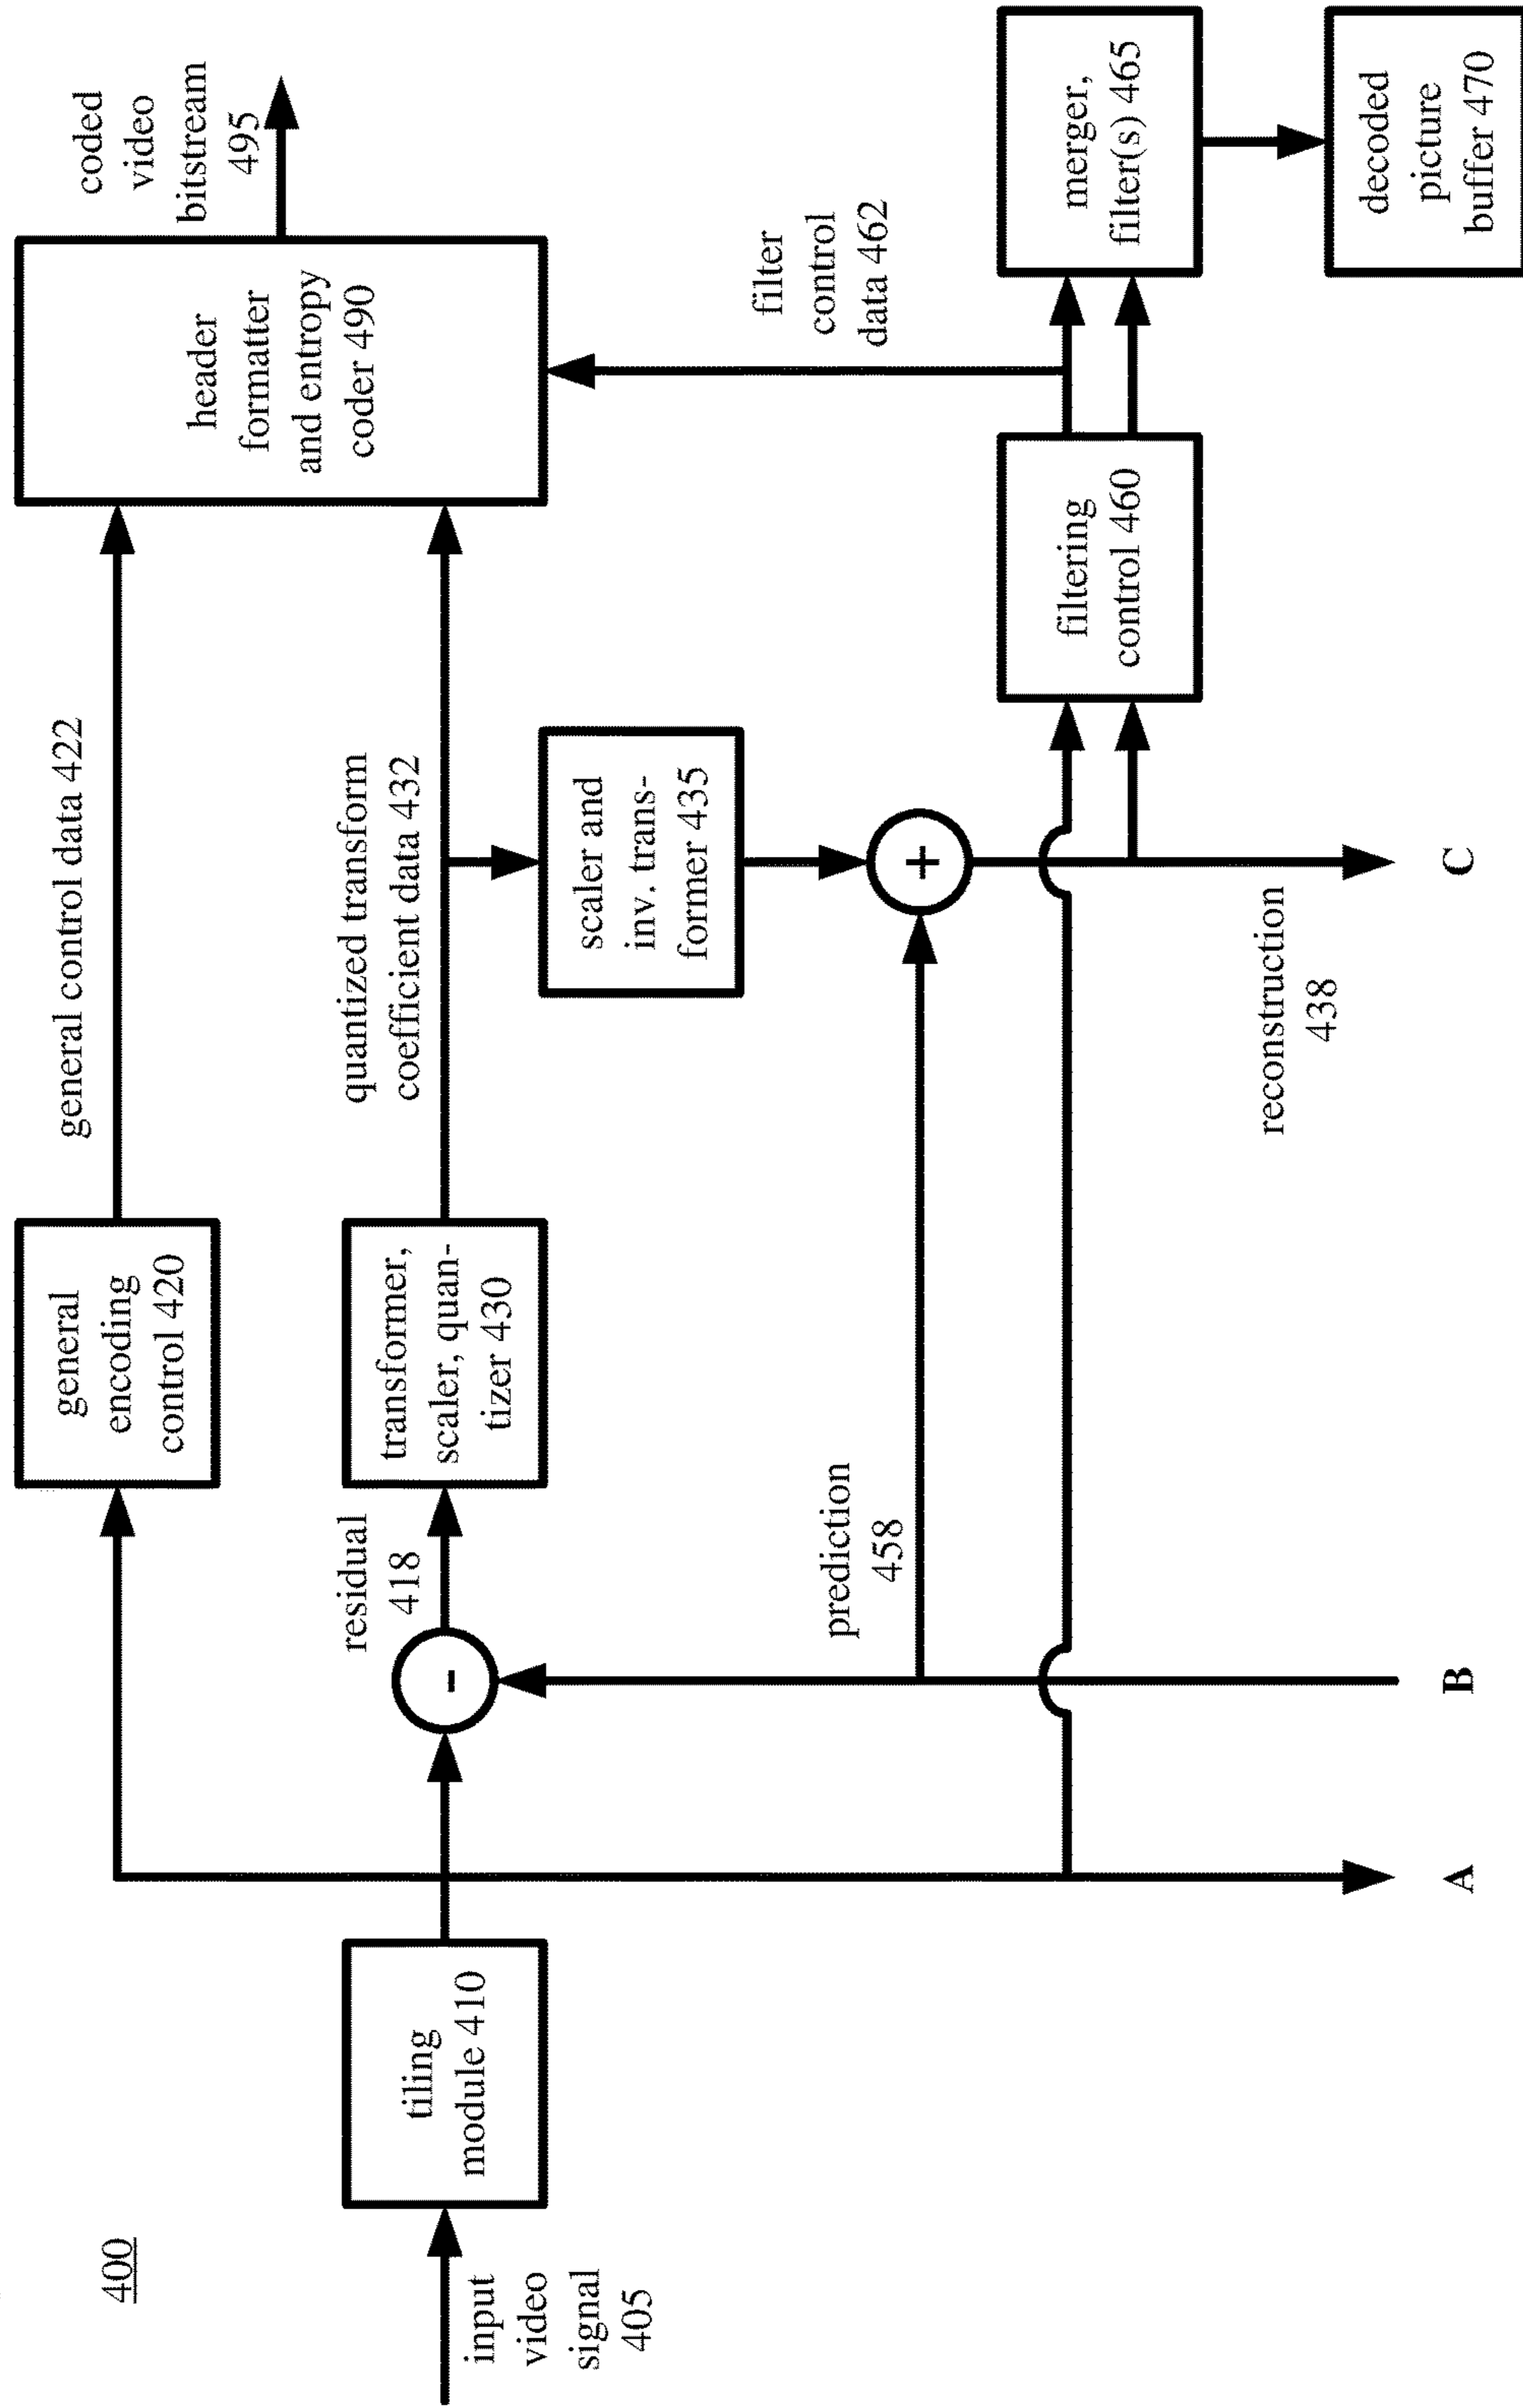 400
input
video
signal
405
tiling
module 410
general
encoding
control 420
general control data 422
residual
418
-
transformer,
scaler, quan-
tizer 430
quantized transform
coefficient data 432
header
formatter
and entropy
coder 490
coded
video
bitstream
495
scaler and
inv. trans-
former 435
prediction
458
+
filter
control
data 462
filtering
control 460
merger,
filter(s) 465
decoded
picture
buffer 470
reconstruction
438
A
B
C